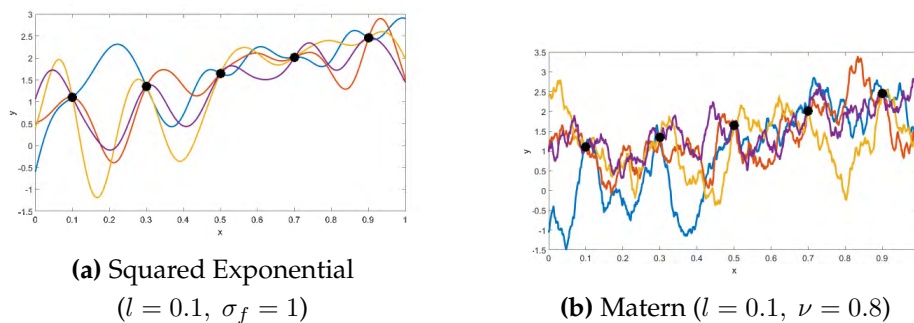 3
2.5
2
1.5
1
0.5
0
-0.5
-1
-1.5
y
0 0.1 0.2 0.3 0.4 0.5 0.6 0.7 0.8 0.9 1
x
(a) Squared Exponential
(l = 0.1, σf = 1)
3.5
3
2.5
2
1.5
1
0.5
0
-0.5
-1
-1.5
y
0 0.1 0.2 0.3 0.4 0.5 0.6 0.7 0.8 0.9
x
(b) Matern (l = 0.1, ν = 0.8)